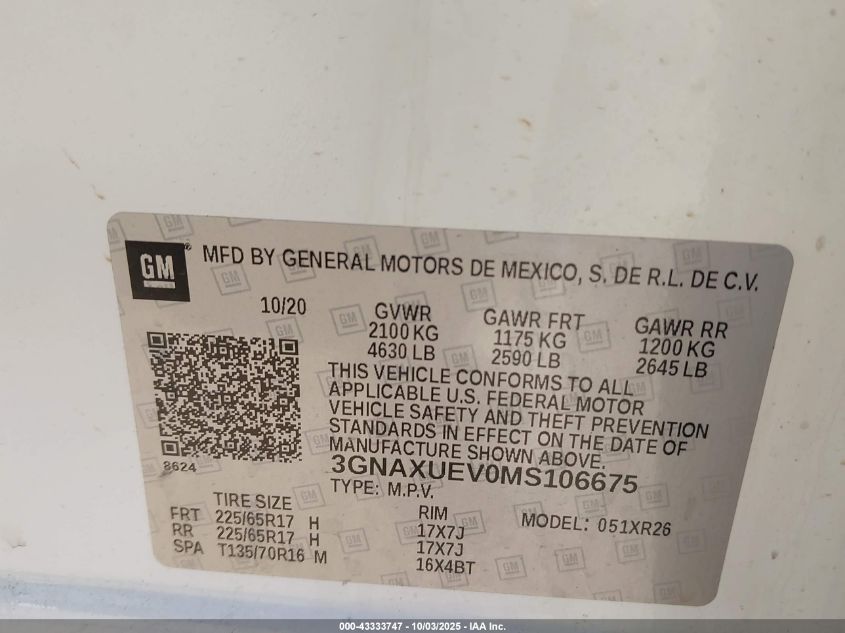 GM ® MFD BY GENERAL MOTORS DE MEXICO, S. DE R.L. DE C.V.
10/20 GVWR GAWR FRT GAWR RR
2100 KG 1175 KG 1200 KG
4630 LB 2590 LB 2645 LB
THIS VEHICLE CONFORMS TO ALL
APPLICABLE U.S. FEDERAL MOTOR
VEHICLE SAFETY AND THEFT PREVENTION
STANDARDS IN EFFECT ON THE DATE OF
MANUFACTURE SHOWN ABOVE.
8624
3GNAXUEV0MS106675
TYPE: M.P.V.
TIRE SIZE RIM MODEL: 051XR26
FRT 225/65R17 H 17X7J
RR 225/65R17 H 17X7J
SPA T135/70R16 M 16X4BT
000-43333747 - 10/03/2025 - IAA Inc.